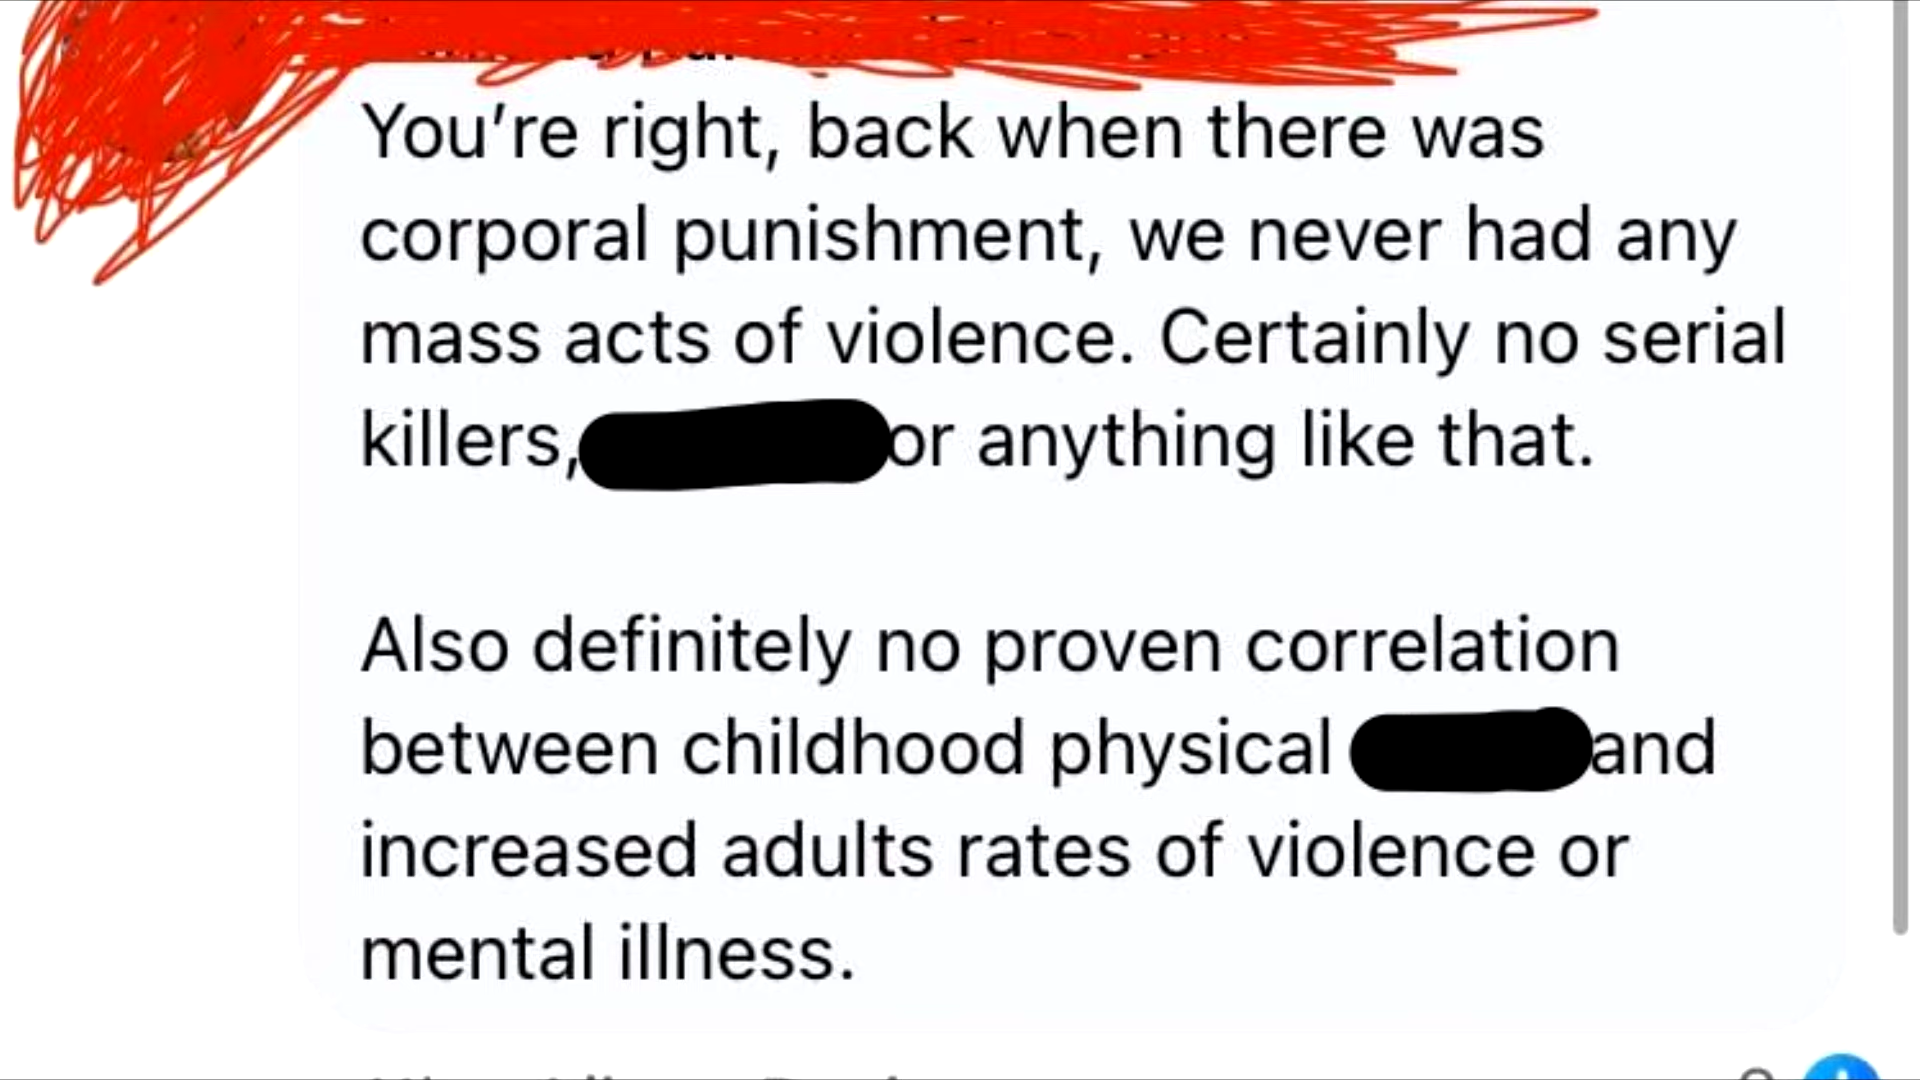 You’re right, back when there was
corporal punishment, we never had any
mass acts of violence. Certainly no serial
killers, or anything like that.
Also definitely no proven correlation
between childhood physical and
increased adults rates of violence or
mental illness.